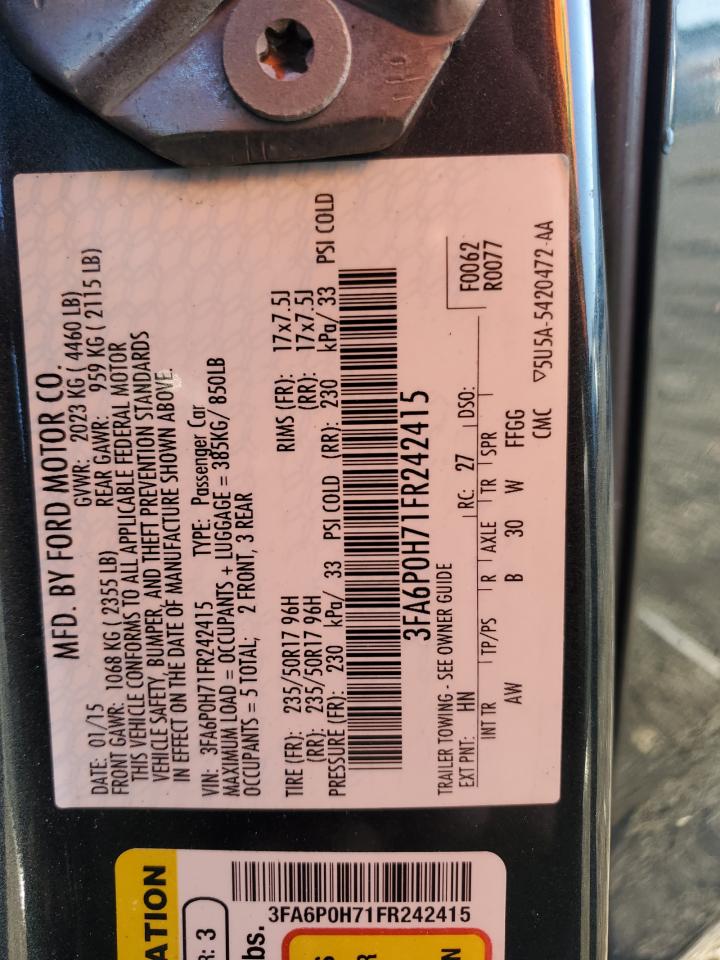 MFD. BY FORD MOTOR CO.
DATE: 01/15 GVWR: 2023 KG ( 4460 LB)
FRONT GAWR: 1068 KG ( 2355 LB) REAR GAWR: 959 KG ( 2115 LB)
THIS VEHICLE CONFORMS TO ALL APPLICABLE FEDERAL MOTOR
VEHICLE SAFETY, BUMPER, AND THEFT PREVENTION STANDARDS
IN EFFECT ON THE DATE OF MANUFACTURE SHOWN ABOVE.
VIN: 3FA6P0H71FR242415 TYPE: Passenger Car
MAXIMUM LOAD = OCCUPANTS + LUGGAGE = 385KG/ 850LB
OCCUPANTS = 5 TOTAL; 2 FRONT, 3 REAR
TIRE (FR): 235/50R17 96H RIMS (FR): 17x7.5J
(RR): 235/50R17 96H (RR): 17x7.5J
PRESSURE (FR): 230 kPa/ 33 PSI COLD (RR): 230 kPa/ 33 PSI COLD
3FA6P0H71FR242415
TRAILER TOWING - SEE OWNER GUIDE F0062
EXT PNT: HN RC: 27 DSO: R0077
INT TR TP/PS R AXLE TR SPR
AW B 30 W FFGG
CMC ▽5U5A-5420472-AA
ATION
R: 3
lbs.
3FA6P0H71FR242415
S
R
N